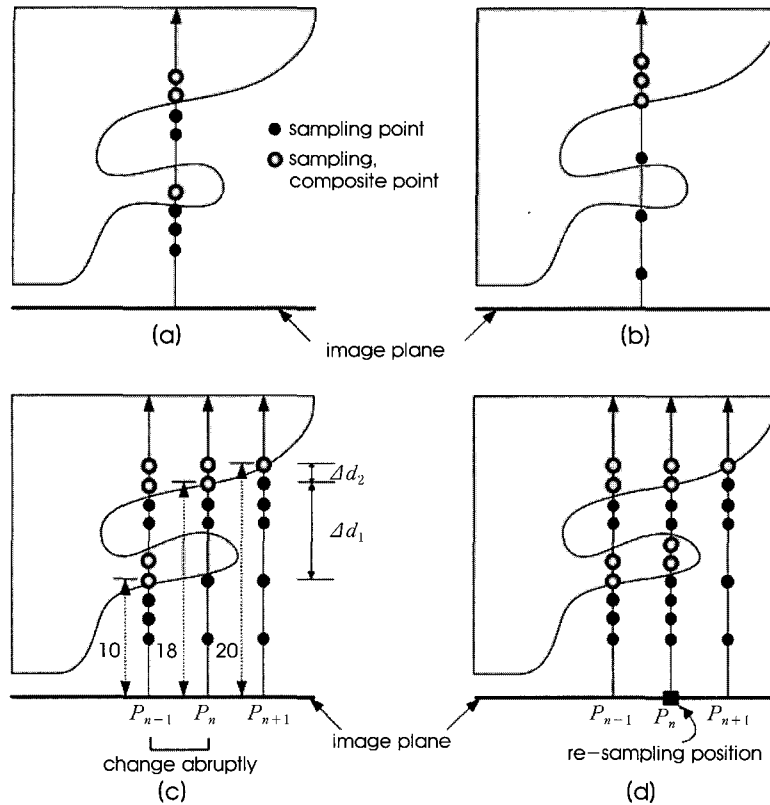 sampling point
sampling,
composite point
(a)
(b)
image plane
Δd₂
Δd₁
10
18
20
Pₙ₋₁
Pₙ
Pₙ₊₁
change abruptly
(c)
image plane
Pₙ₋₁
Pₙ
Pₙ₊₁
re-sampling position
(d)